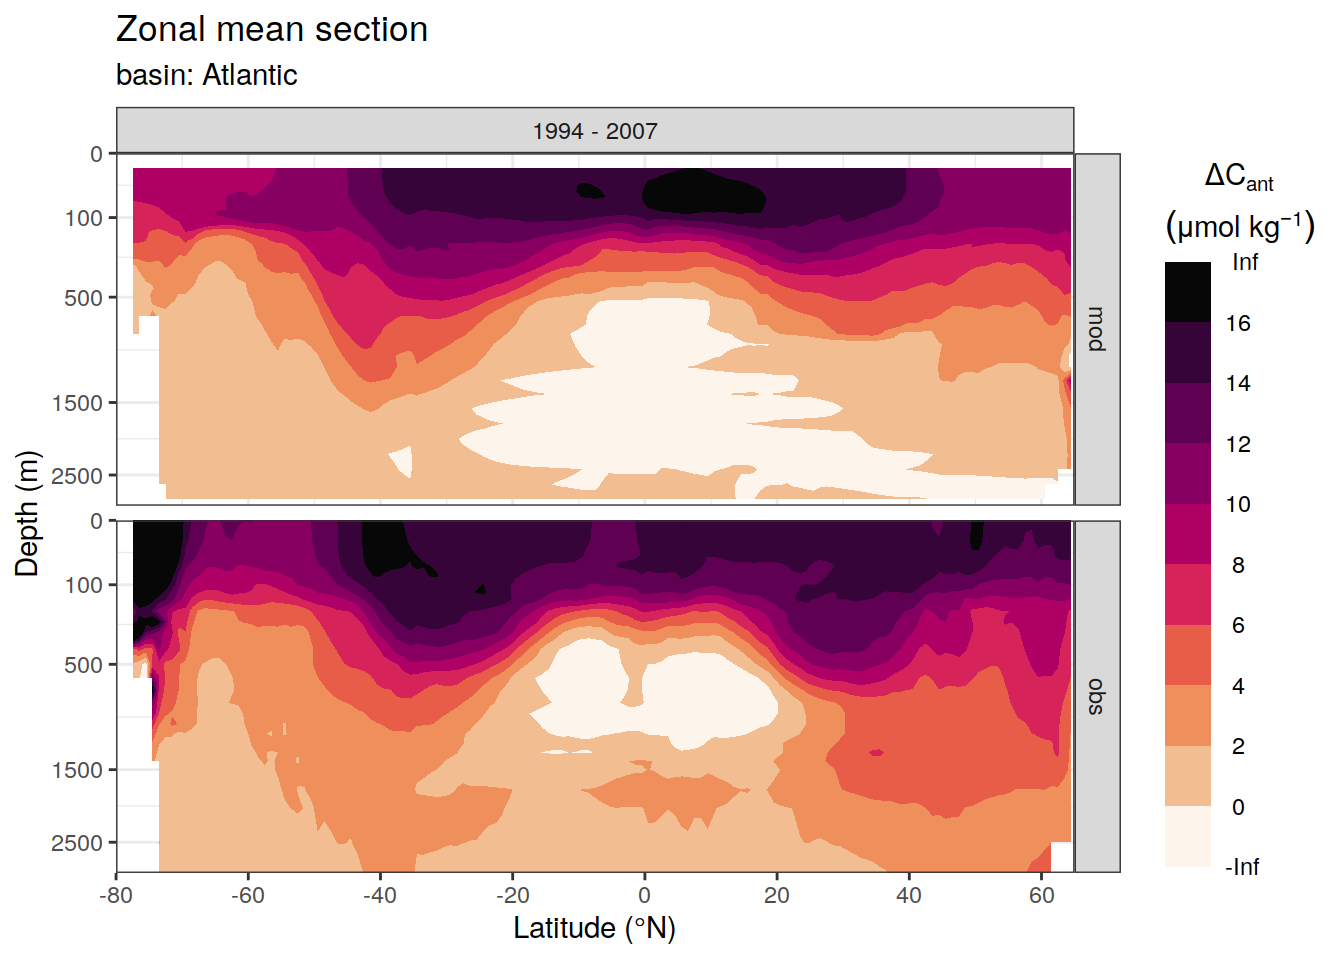 Zonal mean section
basin: Atlantic
1994 - 2007
0
100
500
1500
2500
mod
0
100
500
1500
2500
obs
Depth (m)
-80
-60
-40
-20
0
20
40
60
Latitude (°N)
ΔCant
(μmol kg⁻¹)
Inf
16
14
12
10
8
6
4
2
0
-Inf